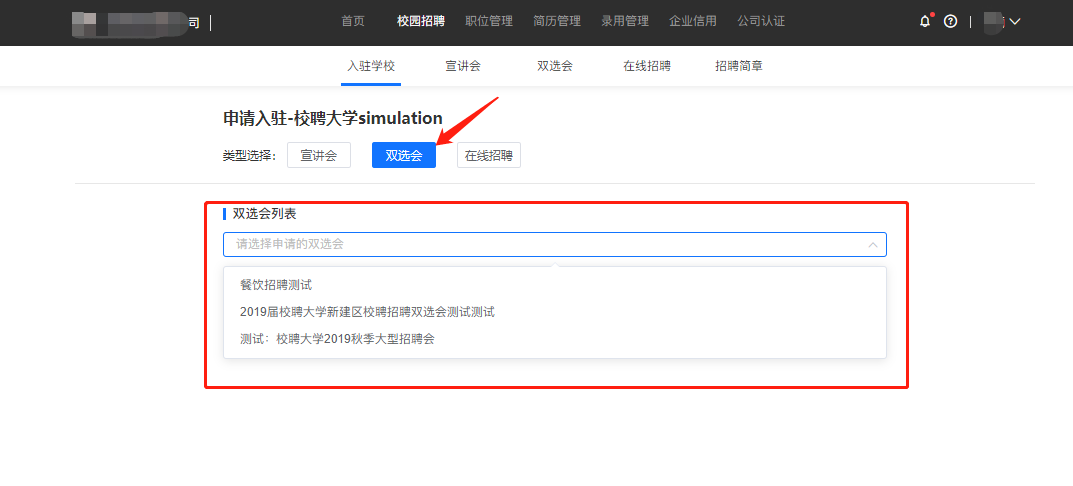 司 首页 校园招聘 职位管理 简历管理 录用管理 企业信用 公司认证
入驻学校 宣讲会 双选会 在线招聘 招聘简章
申请入驻-校聘大学simulation
类型选择： 宣讲会 双选会 在线招聘
双选会列表
请选择申请的双选会
餐饮招聘测试
2019届校聘大学新建区校聘招聘双选会测试测试
测试：校聘大学2019秋季大型招聘会